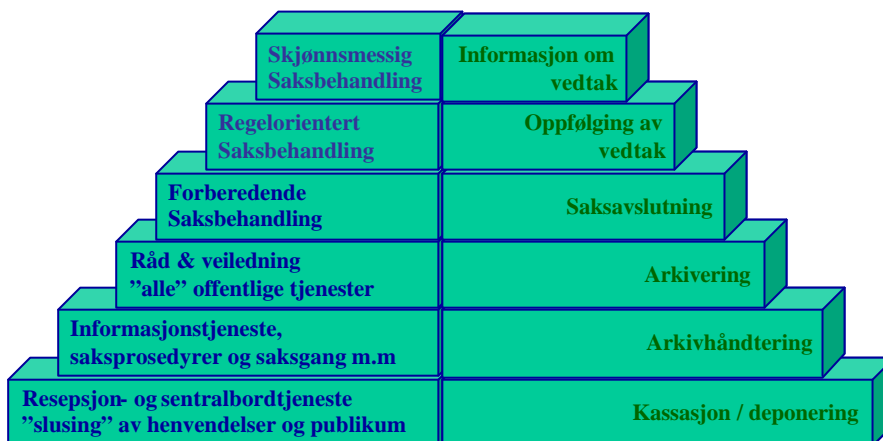 Skjønnsmessig
Saksbehandling
Informasjon om
vedtak
Regelorientert
Saksbehandling
Oppfølging av
vedtak
Forberedende
Saksbehandling
Saksavslutning
Råd & veiledning
”alle” offentlige tjenester
Arkivering
Informasjonstjeneste,
saksprosedyrer og saksgang m.m
Arkivhåndtering
Resepsjon- og sentralbordtjeneste
”slusing” av henvendelser og publikum
Kassasjon / deponering